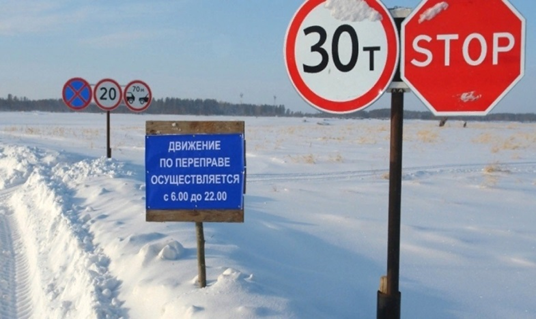 30т
STOP
20
70м
ДВИЖЕНИЕ
ПО ПЕРЕПРАВЕ
ОСУЩЕСТВЛЯЕТСЯ
с 6.00 до 22.00